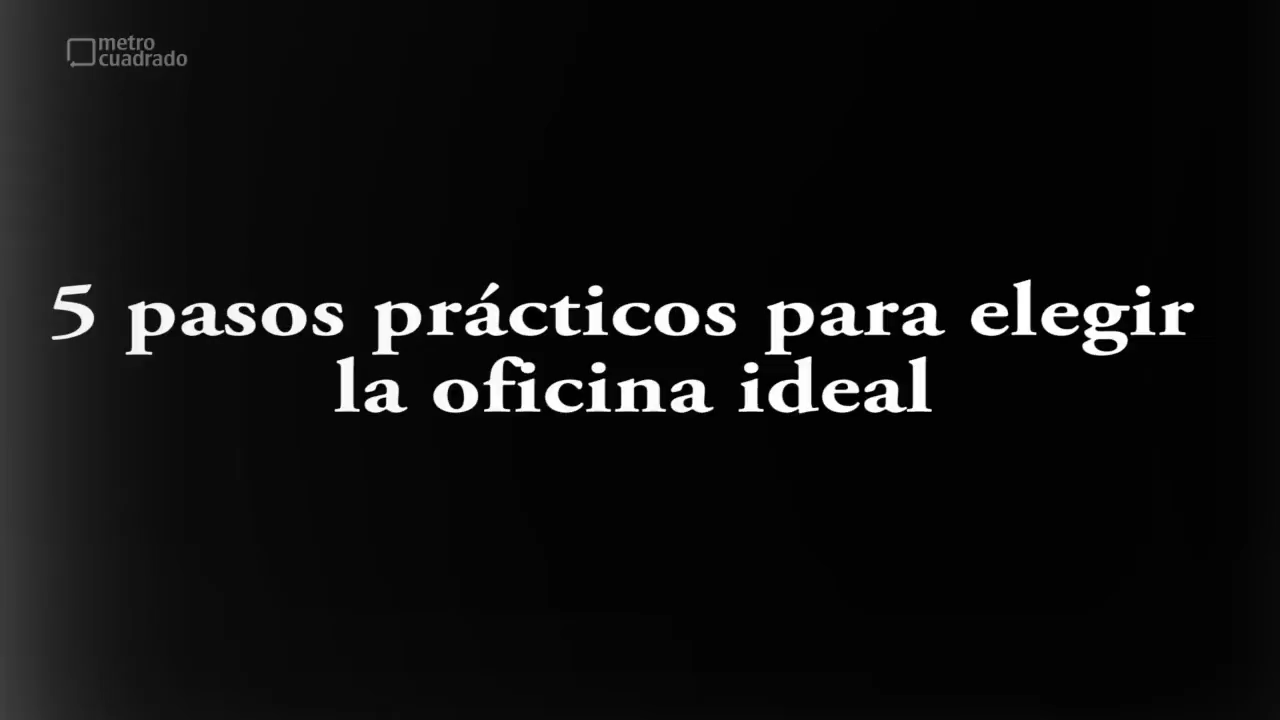 metro
cuadrado
5 pasos prácticos para elegir
la oficina ideal